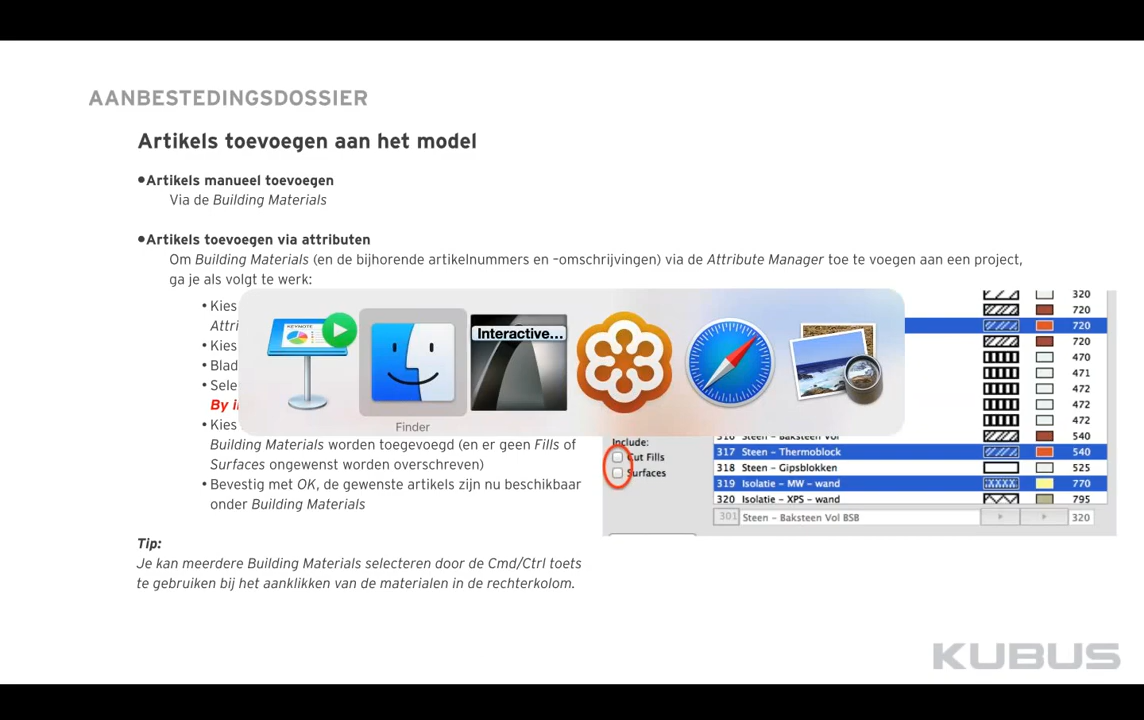 AANBESTEDINGSDOSSIER
Artikels toevoegen aan het model
•Artikels manueel toevoegen
Via de Building Materials
•Artikels toevoegen via attributen
Om Building Materials (en de bijhorende artikelnummers en –omschrijvingen) via de Attribute Manager toe te voegen aan een project,
ga je als volgt te werk:
• Kies
• Kies
Building Materials worden toegevoegd (en er geen Fills of
Surfaces ongewenst worden overschreven)
• Bevestig met OK, de gewenste artikels zijn nu beschikbaar
onder Building Materials
Tip:
Je kan meerdere Building Materials selecteren door de Cmd/Ctrl toets
te gebruiken bij het aanklikken van de materialen in de rechterkolom.
KEYNOTE
Interactive...
Finder
320
720
720
720
470
471
472
472
472
Include:
Cut Fills
Surfaces
316 Steen – Baksteen Vol 540
317 Steen – Thermoblock 540
318 Steen – Gipsblokken 525
319 Isolatie – MW – wand 770
320 Isolatie – XPS – wand 795
301 Steen – Baksteen Vol BSB 320
KUBUS